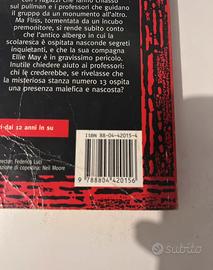 sul pullman e i professori che guidano
il gruppo da un monumento all'altro.
Ma Fliss, tormentata da un incubo
premonitore, si rende subito conto
che l'antico albergo in cui la
scolaresca è ospitata nasconde segreti
inquietanti, e che la sua compagna
Ellie May è in gravissimo pericolo.
Inutile chiedere aiuto ai professori:
chi le crederebbe, se rivelasse che
la misteriosa stanza numero 13 ospita
una presenza malefica e nascosta?
dai 12 anni in su
director: Federico Luci
azione di copertina: Neil Moore
ISBN 88-04-42015-4
9 788804 420156
subito